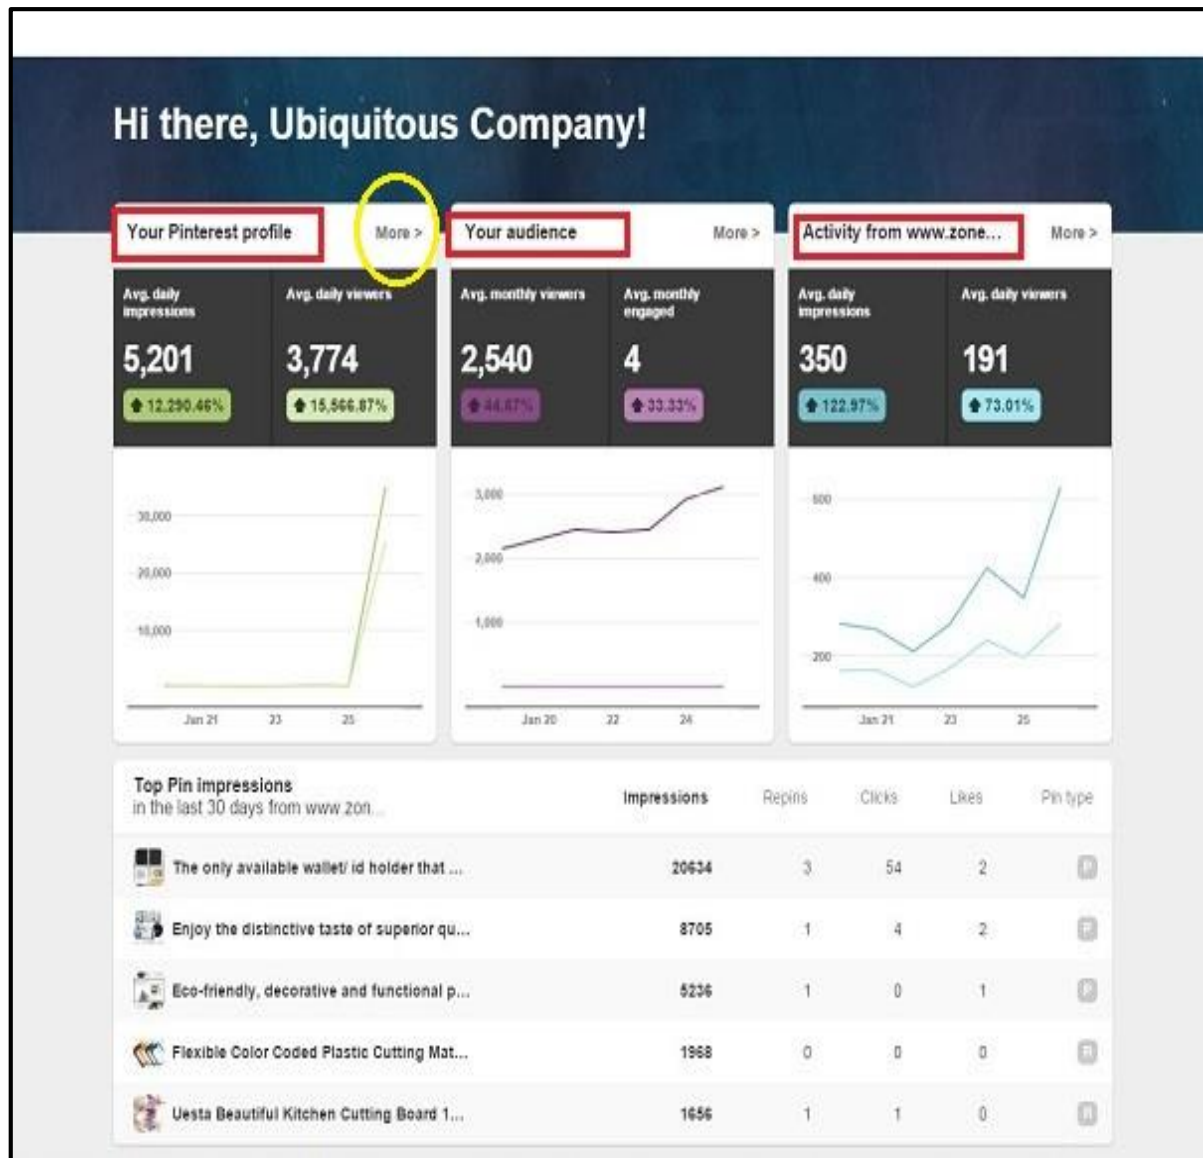 Hi there, Ubiquitous Company!
Your Pinterest profile More >
Your audience More >
Activity from www.zone... More >
Avg. daily impressions
Avg. daily viewers
5,201
3,774
12,290.46%
15,566.87%
Avg. monthly viewers
Avg. monthly engaged
2,540
4
44.67%
33.33%
Avg. daily impressions
Avg. daily viewers
350
191
122.97%
73.01%
30,000
20,000
10,000
Jan 21 23 25
3,000
2,000
1,000
Jan 20 22 24
600
400
200
Jan 21 23 25
Top Pin impressions
in the last 30 days from www.zon...
Impressions Repins Clicks Likes Pin type
The only available wallet/ id holder that ... 20634 3 54 2 P
Enjoy the distinctive taste of superior qu... 8705 1 4 2 P
Eco-friendly, decorative and functional p... 5236 1 0 1 P
Flexible Color Coded Plastic Cutting Mat... 1968 0 0 0
Uesta Beautiful Kitchen Cutting Board 1... 1656 1 1 0